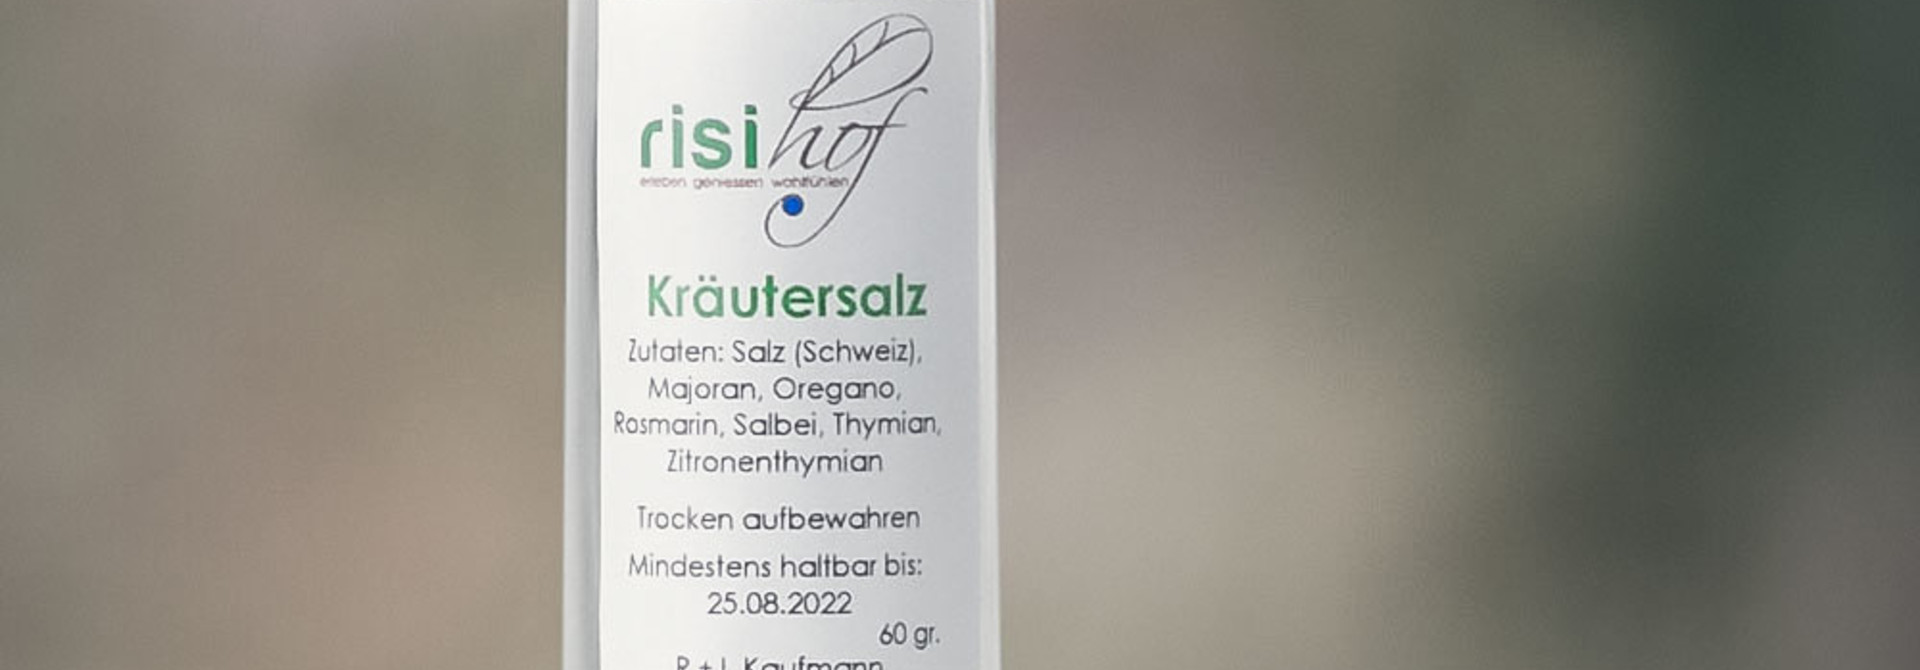 risihof
erleben geniessen wohlfühlen
Kräutersalz
Zutaten: Salz (Schweiz),
Majoran, Oregano,
Rosmarin, Salbei, Thymian,
Zitronenthymian
Trocken aufbewahren
Mindestens haltbar bis:
25.08.2022
60 gr.
Kaufmann